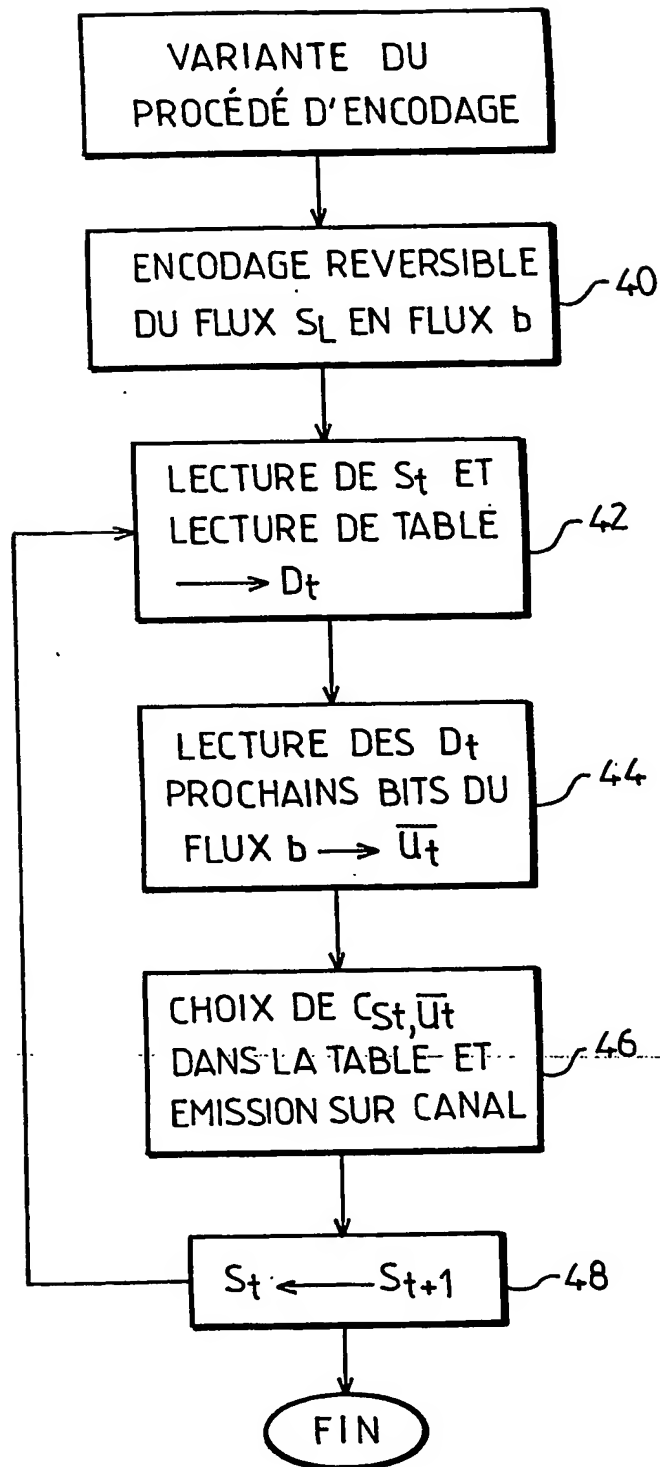 VARIANTE DU
PROCÉDÉ D'ENCODAGE
ENCODAGE REVERSIBLE
DU FLUX SL EN FLUX b
40
LECTURE DE St ET
LECTURE DE TABLE
⟶ Dt
42
LECTURE DES Dt
PROCHAINS BITS DU
FLUX b ⟶ U̅t
44
CHOIX DE CSt,U̅t
DANS LA TABLE ET
EMISSION SUR CANAL
46
St ⟵ St+1
48
FIN